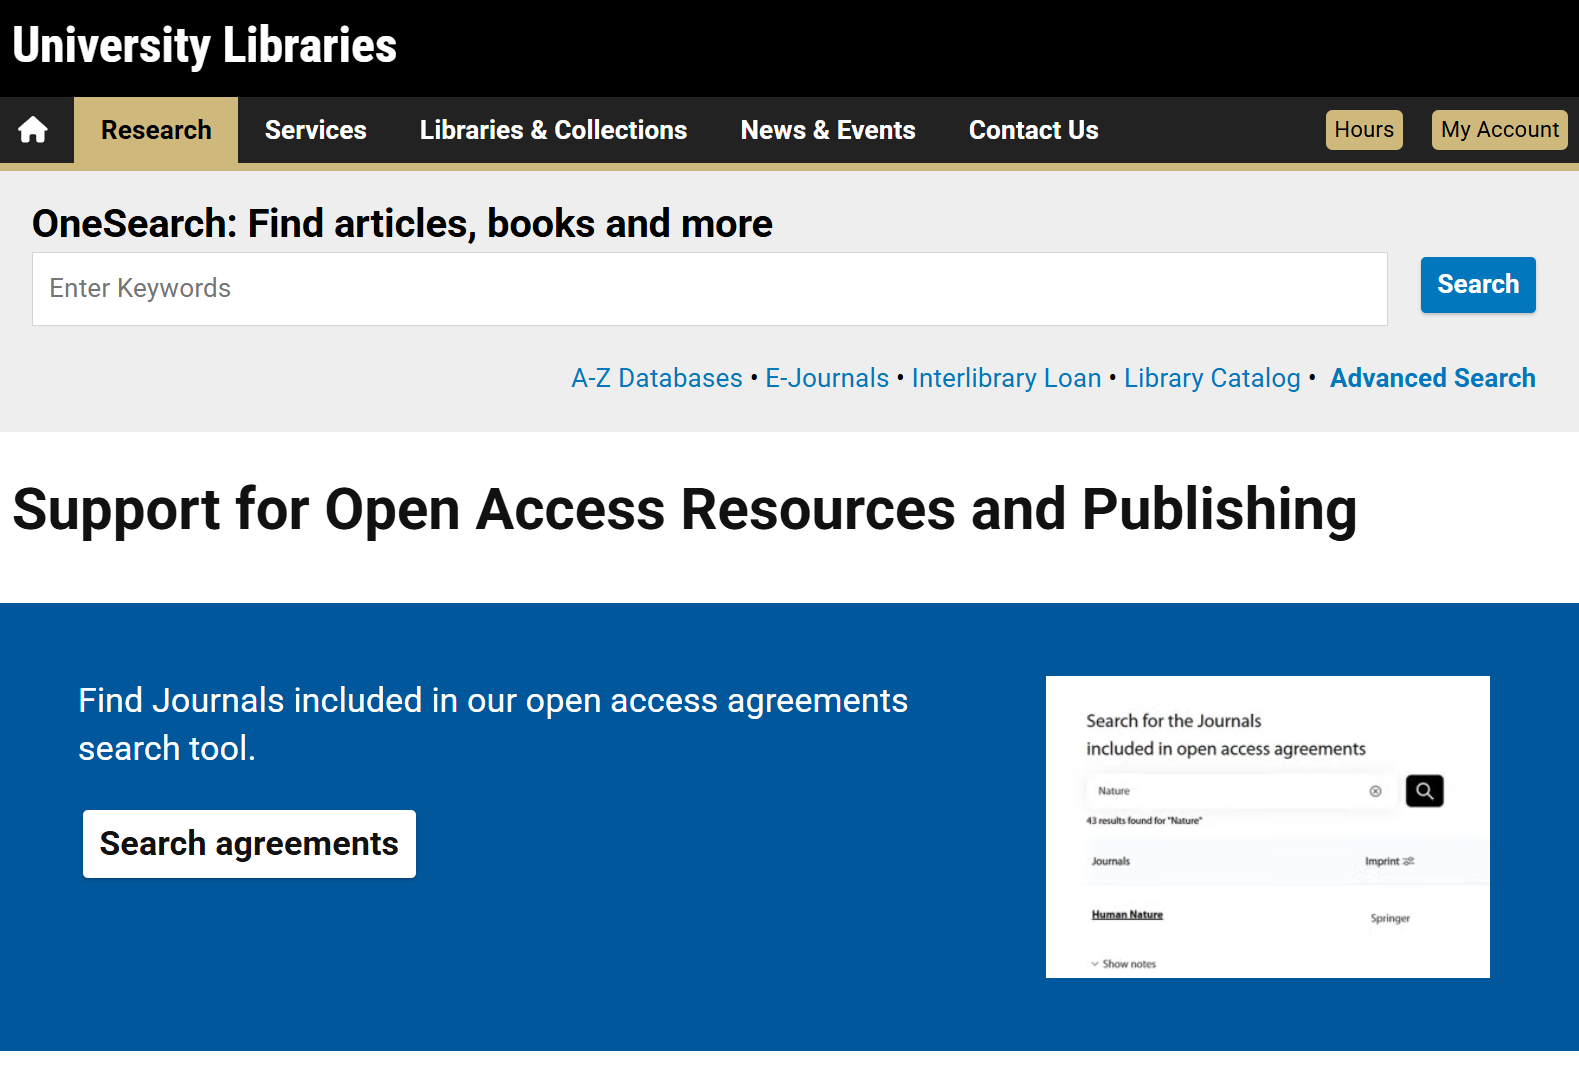 University Libraries
Research Services Libraries & Collections News & Events Contact Us Hours My Account
OneSearch: Find articles, books and more
Enter Keywords
Search
A-Z Databases • E-Journals • Interlibrary Loan • Library Catalog • Advanced Search
Support for Open Access Resources and Publishing
Find Journals included in our open access agreements
search tool.
Search agreements
Search for the Journals
included in open access agreements
Nature
43 results found for "Nature"
Journals Imprint
Human Nature Springer
Show notes